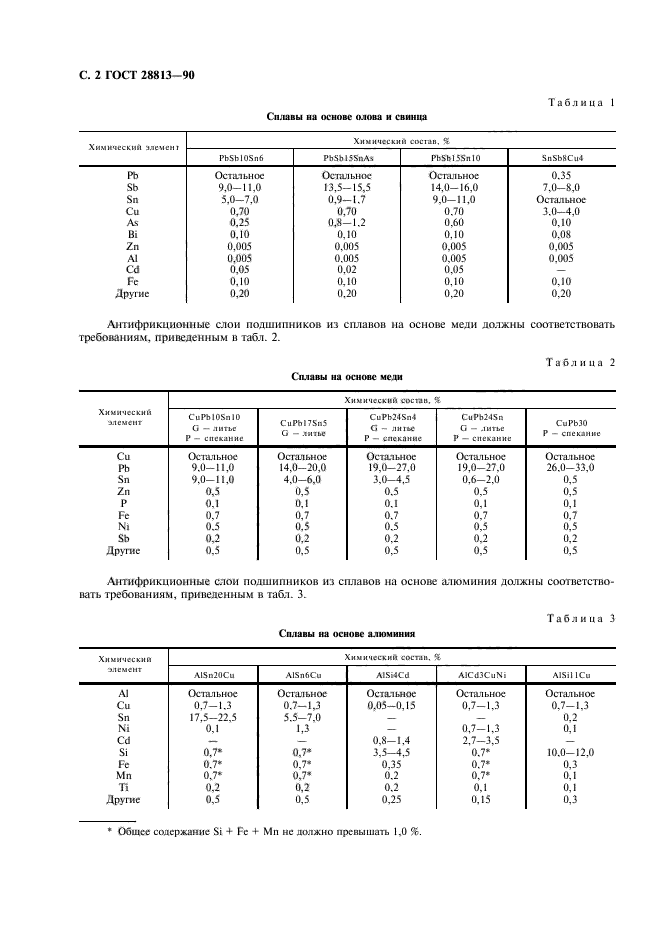 С. 2 ГОСТ 28813—90
Таблица 1
Сплавы на основе олова и свинца
Химический элемент Химический состав, %
PbSb10Sn6 PbSb15SnAs PbSb15Sn10 SnSb8Cu4
Pb Остальное Остальное Остальное 0,35
Sb 9,0—11,0 13,5—15,5 14,0—16,0 7,0—8,0
Sn 5,0—7,0 0,9—1,7 9,0—11,0 Остальное
Cu 0,70 0,70 0,70 3,0—4,0
As 0,25 0,8—1,2 0,60 0,10
Bi 0,10 0,10 0,10 0,08
Zn 0,005 0,005 0,005 0,005
Al 0,005 0,005 0,005 0,005
Cd 0,05 0,02 0,05 —
Fe 0,10 0,10 0,10 0,10
Другие 0,20 0,20 0,20 0,20
Антифрикционные слои подшипников из сплавов на основе меди должны соответствовать
требованиям, приведенным в табл. 2.
Таблица 2
Сплавы на основе меди
Химический элемент Химический состав, %
CuPb10Sn10 G — литье P — спекание CuPb17Sn5 G — литье CuPb24Sn4 G — литье P — спекание CuPb24Sn G — литье P — спекание CuPb30 P — спекание
Cu Остальное Остальное Остальное Остальное Остальное
Pb 9,0—11,0 14,0—20,0 19,0—27,0 19,0—27,0 26,0—33,0
Sn 9,0—11,0 4,0—6,0 3,0—4,5 0,6—2,0 0,5
Zn 0,5 0,5 0,5 0,5 0,5
P 0,1 0,1 0,1 0,1 0,1
Fe 0,7 0,7 0,7 0,7 0,7
Ni 0,5 0,5 0,5 0,5 0,5
Sb 0,2 0,2 0,2 0,2 0,2
Другие 0,5 0,5 0,5 0,5 0,5
Антифрикционные слои подшипников из сплавов на основе алюминия должны соответство-
вать требованиям, приведенным в табл. 3.
Таблица 3
Сплавы на основе алюминия
Химический элемент Химический состав, %
AlSn20Cu AlSn6Cu AlSi4Cd AlCd3CuNi AlSi11Cu
Al Остальное Остальное Остальное Остальное Остальное
Cu 0,7—1,3 0,7—1,3 0,05—0,15 0,7—1,3 0,7—1,3
Sn 17,5—22,5 5,5—7,0 — — 0,2
Ni 0,1 1,3 — 0,7—1,3 0,1
Cd — — 0,8—1,4 2,7—3,5 —
Si 0,7* 0,7* 3,5—4,5 0,7* 10,0—12,0
Fe 0,7* 0,7* 0,35 0,7* 0,3
Mn 0,7* 0,7* 0,2 0,7* 0,1
Ti 0,2 0,2 0,2 0,1 0,1
Другие 0,5 0,5 0,25 0,15 0,3
* Общее содержание Si + Fe + Mn не должно превышать 1,0 %.